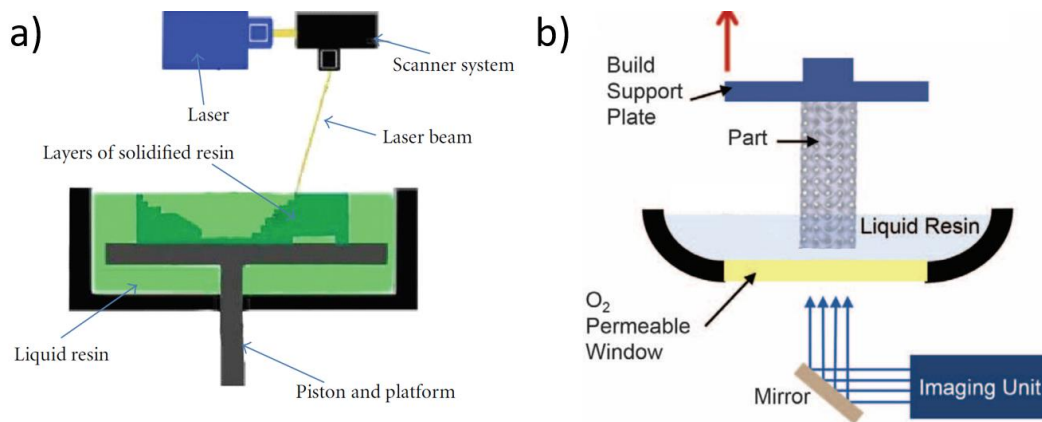 a)
Laser
Scanner system
Laser beam
Layers of solidified resin
Liquid resin
Piston and platform
b)
Build
Support
Plate
Part
Liquid Resin
O₂
Permeable
Window
Mirror
Imaging Unit